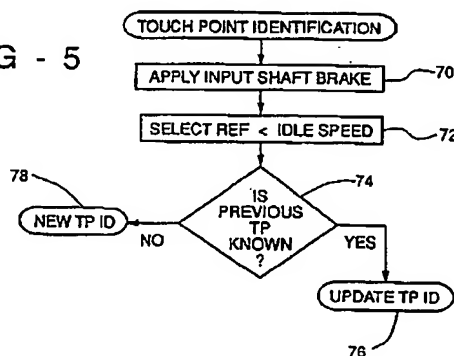 G - 5
TOUCH POINT IDENTIFICATION
APPLY INPUT SHAFT BRAKE
70
SELECT REF < IDLE SPEED
72
74
IS
PREVIOUS
TP
KNOWN
?
78
NEW TP ID
NO
YES
UPDATE TP ID
76